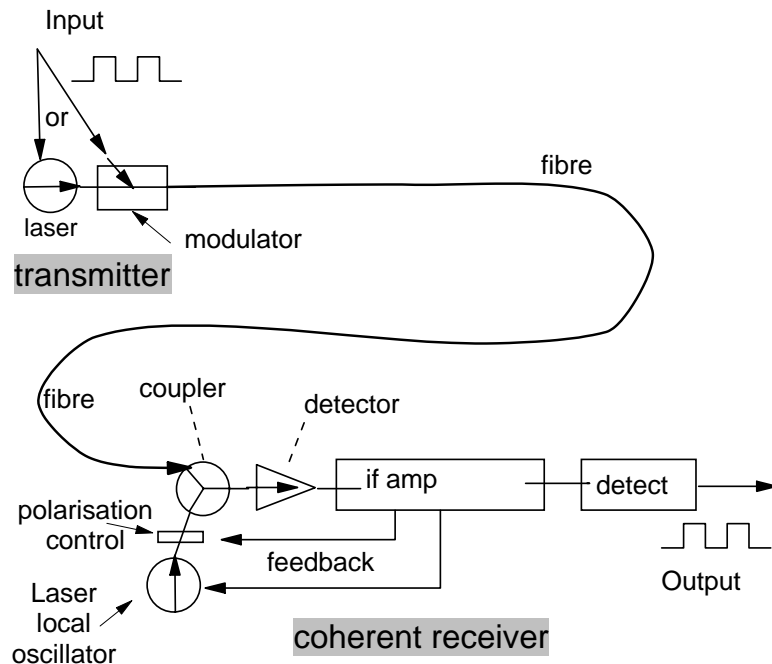 Input
or
fibre
laser
modulator
transmitter
coupler
fibre
detector
if amp
detect
polarisation
control
feedback
Output
Laser
local
oscillator
coherent receiver